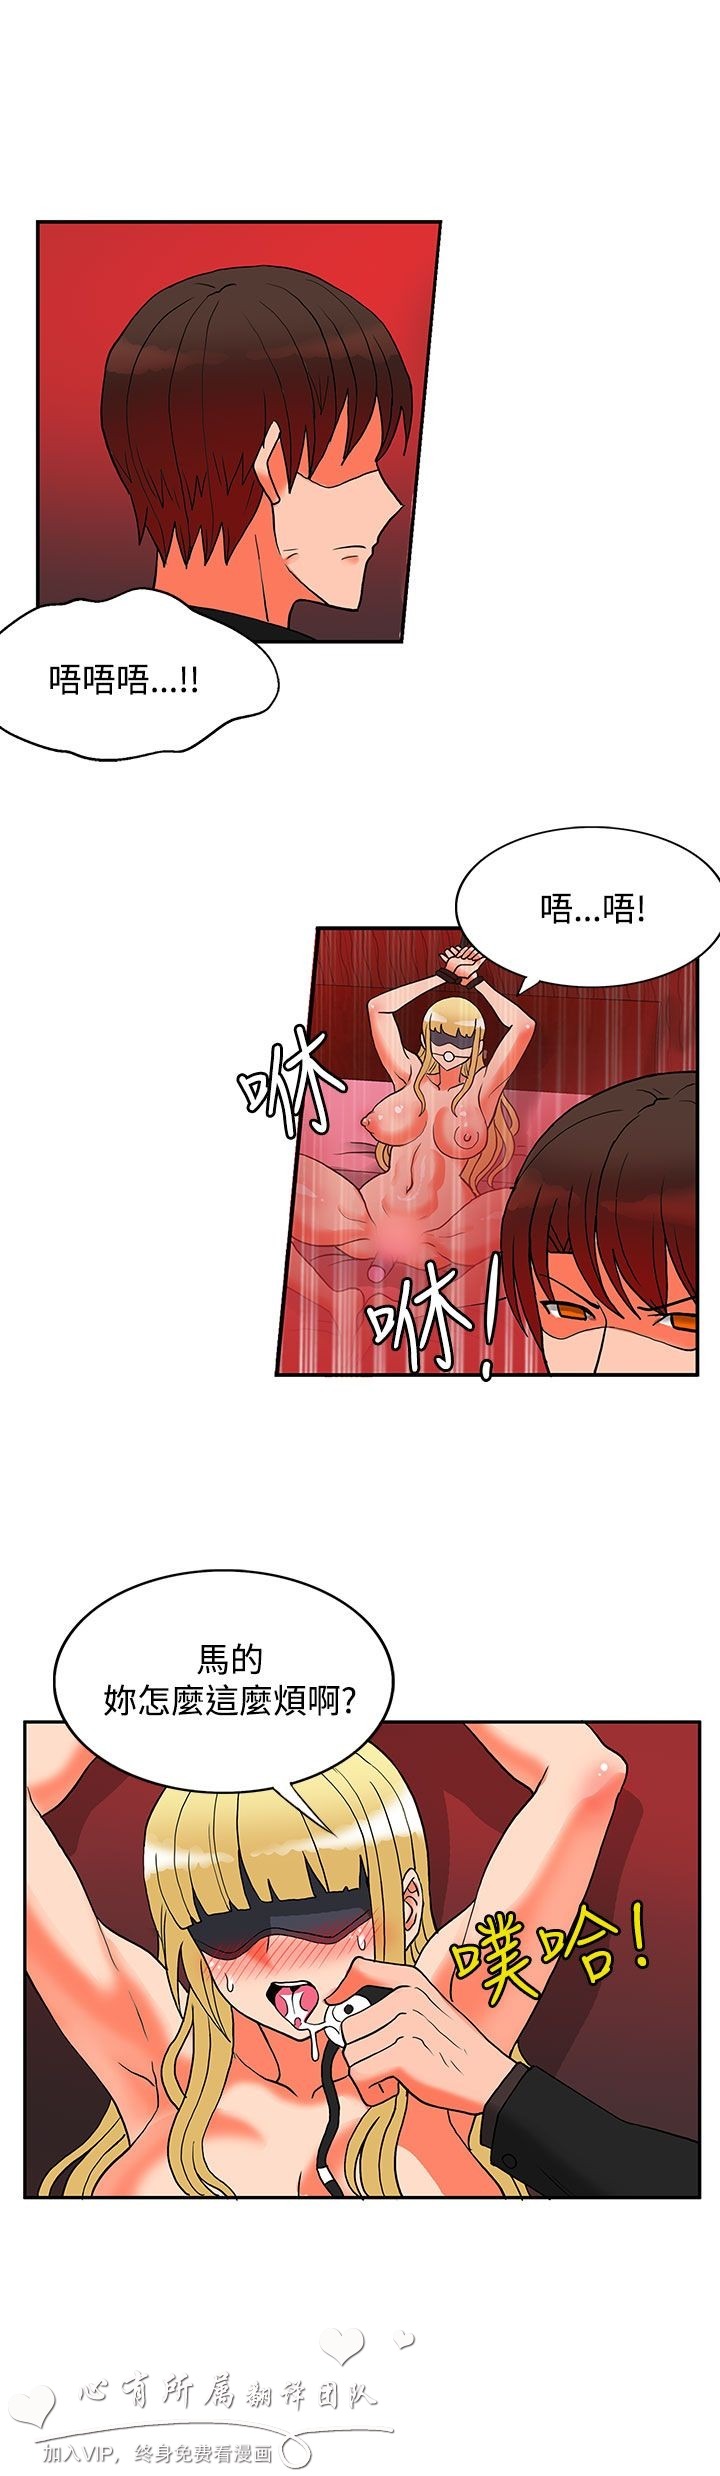 唔唔唔...!!
唔...唔!
咻
咻!
馬的
妳怎麼這麼煩啊?
噗哈!
心有所属翻译团队
加入VIP，终身免费看漫画